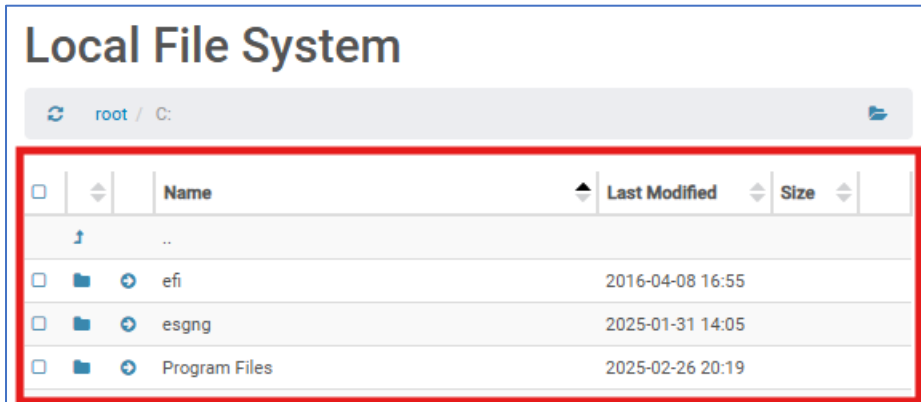 Local File System
root / C:
Name Last Modified Size
..
efi 2016-04-08 16:55
esgng 2025-01-31 14:05
Program Files 2025-02-26 20:19